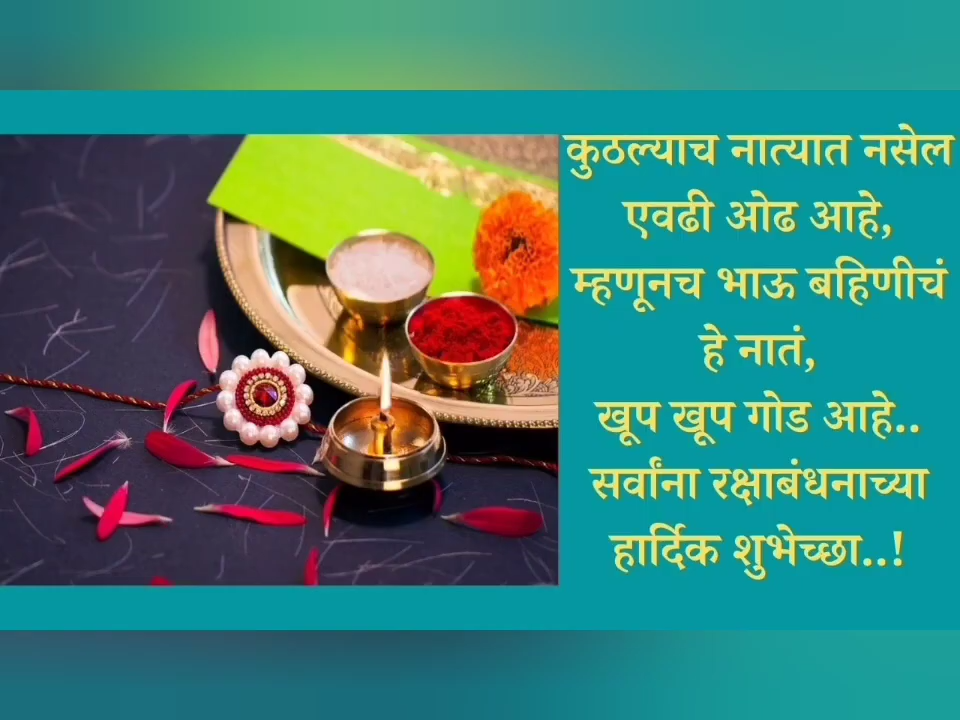 कुठल्याच नात्यात नसेल
एवढी ओढ आहे,
म्हणूनच भाऊ बहिणीचं
हे नातं,
खूप खूप गोड आहे..
सर्वांना रक्षाबंधनाच्या
हार्दिक शुभेच्छा..!